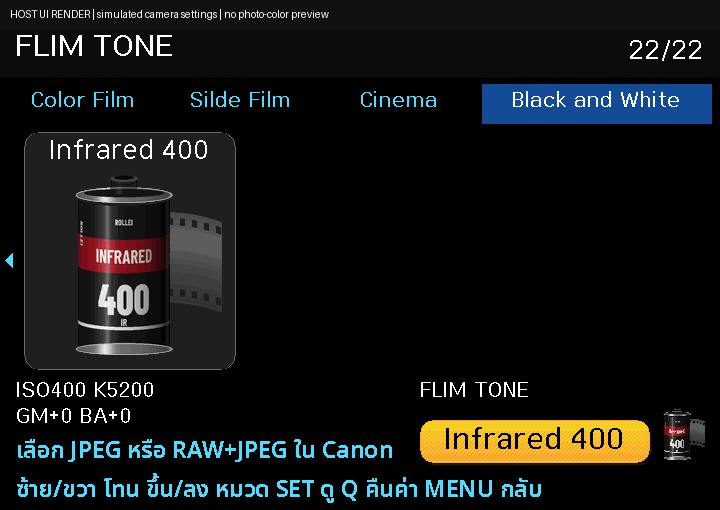 HOST UI RENDER | simulated camera settings | no photo-color preview
FLIM TONE
22/22
Color Film
Silde Film
Cinema
Black and White
Infrared 400
ROLLEI
ROLLEI
INFRARED
400
IR
ISO400 K5200
GM+0 BA+0
FLIM TONE
Infrared 400
INFRARED
400
เลือก JPEG หรือ RAW+JPEG ใน Canon
ซ้าย/ขวา โทน ขึ้น/ลง หมวด SET ดู Q คืนค่า MENU กลับ